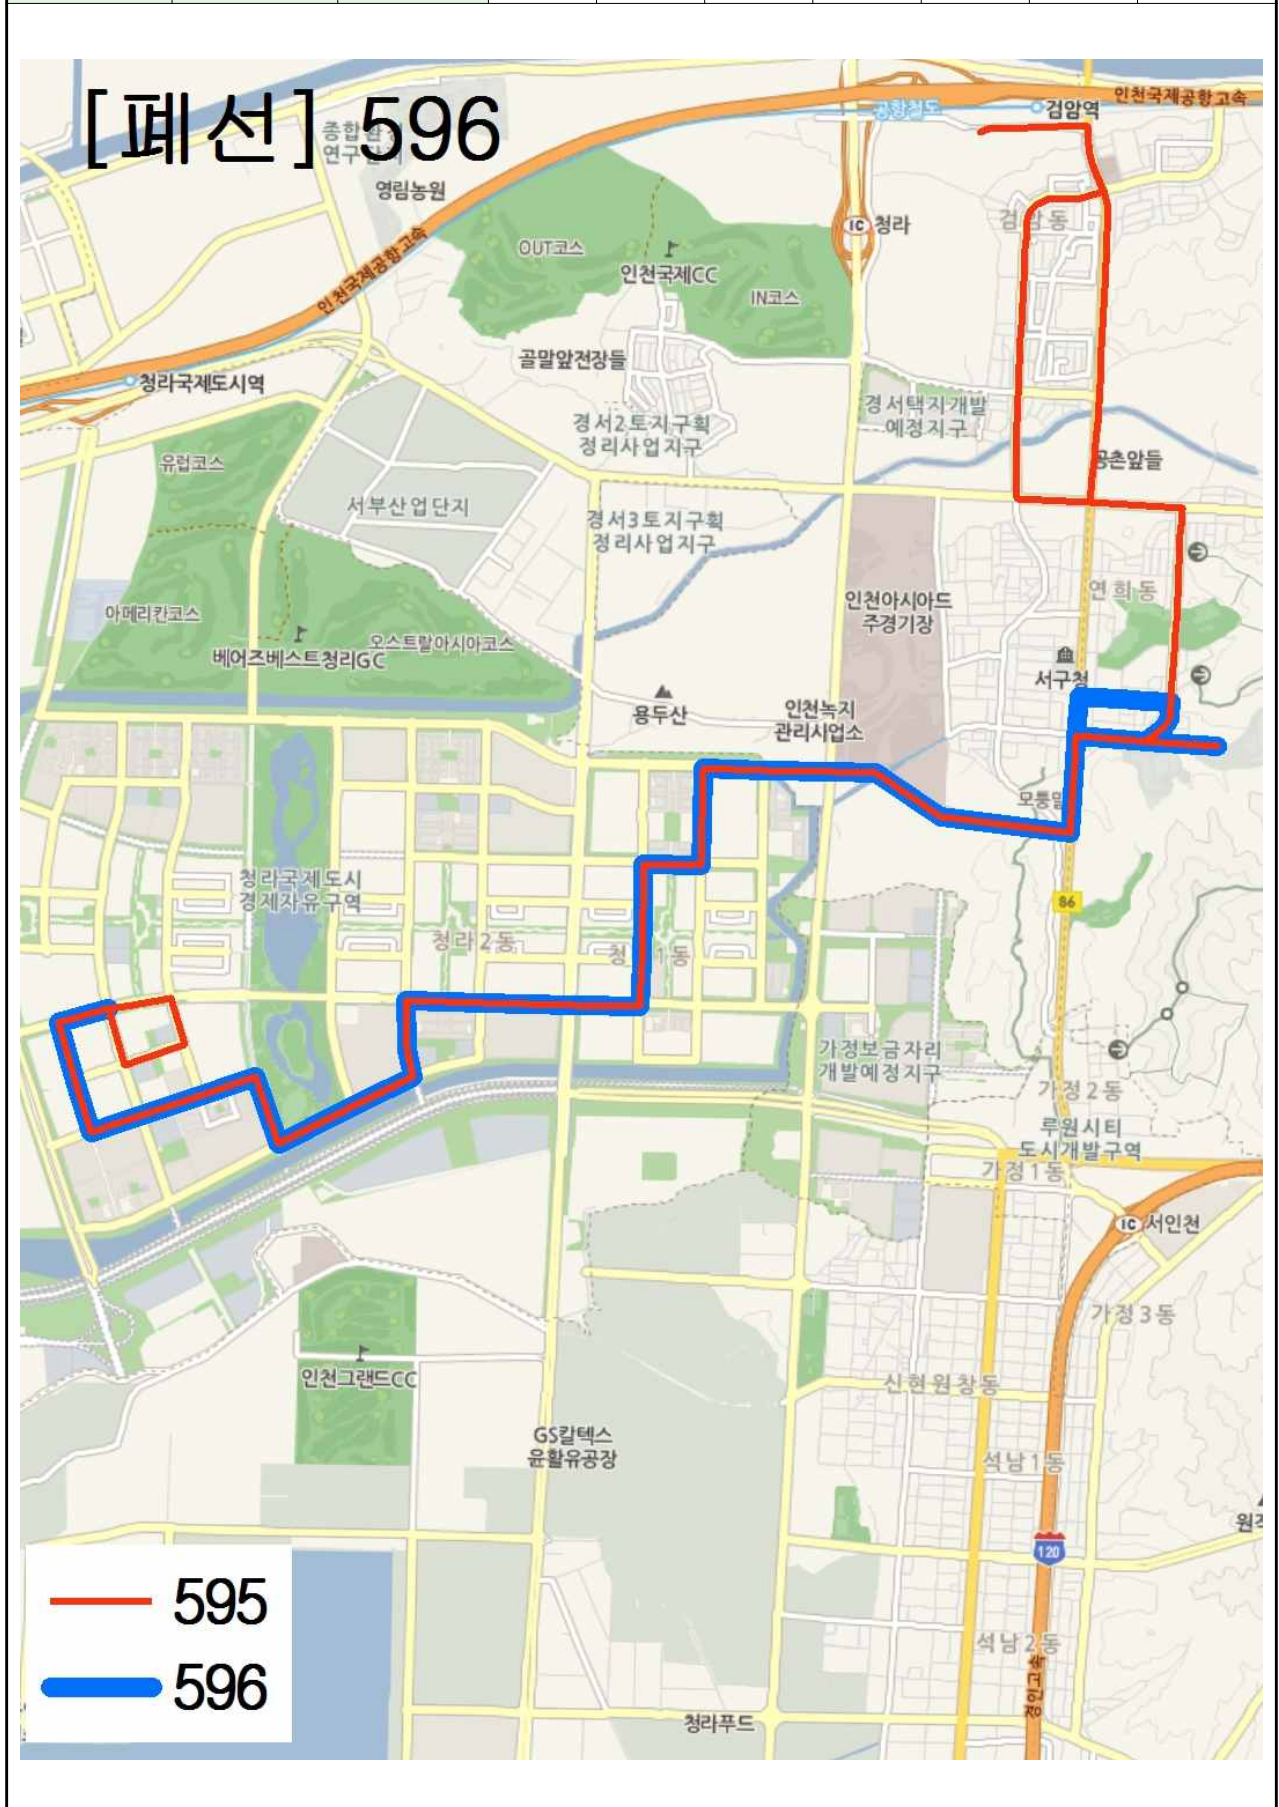 [폐선] 596
인천국제공항고속
공항철도
검암역
종합환경
연구단지
영림농원
OUT코스
인천국제CC
IN코스
IC 청라
검암동
인천국제공항고속
골말앞전장들
청라국제도시역
경서2토지구획
정리사업지구
경서택지개발
예정지구
유럽코스
서부산업단지
공촌앞들
경서3토지구획
정리사업지구
연희동
아메리칸코스
오스트랄아시아코스
베어즈베스트청리GC
인천아시아드
주경기장
서구청
용두산
인천녹지
관리시업소
모퉁말
청라국제도시
경제자유구역
86
청라2동
청라1동
가정보금자리
개발예정지구
가정2동
루원시티
도시개발구역
가정1동
IC 서인천
가정3동
인천그랜드CC
신현원창동
GS칼텍스
윤활유공장
석남1동
120
595
석남2동
경인고속
596
청라푸드